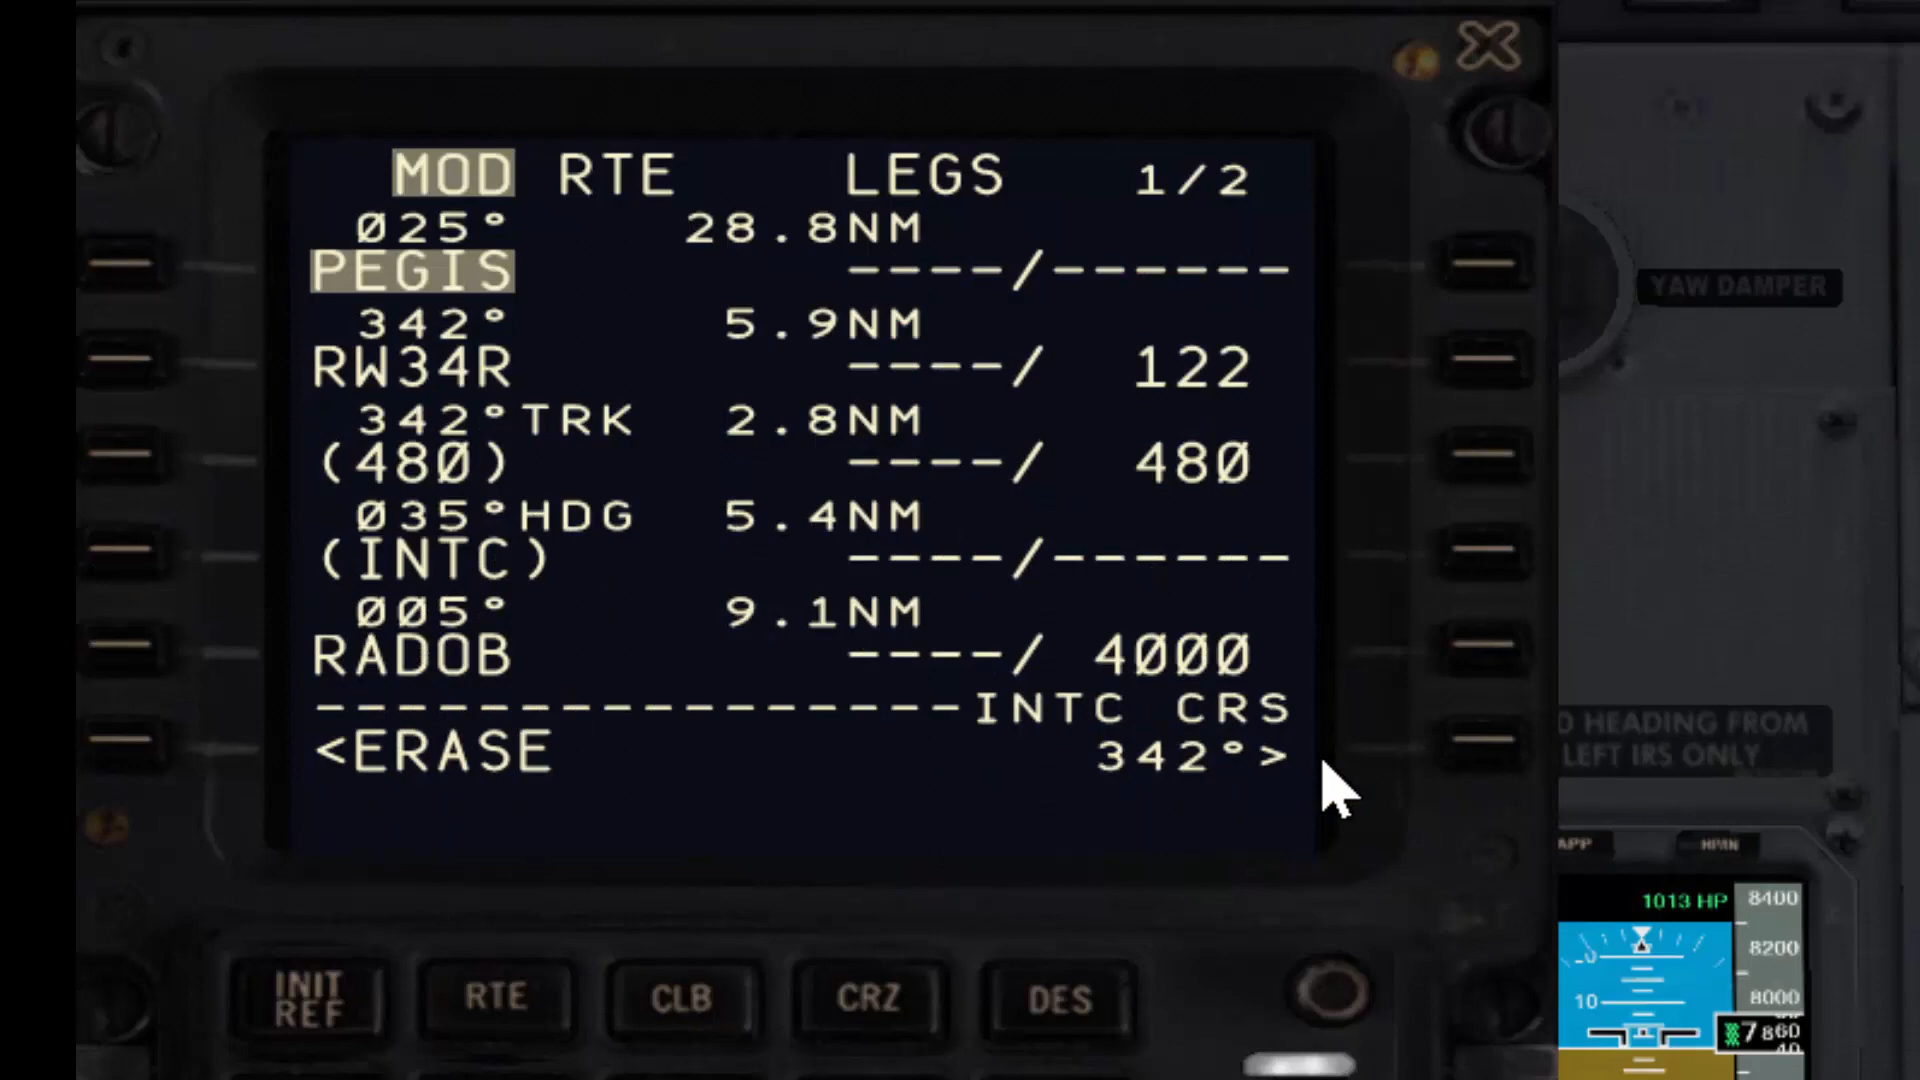 MOD RTE LEGS 1/2
Ø25° 28.8NM
PEGIS ----/------
342° 5.9NM
RW34R ----/ 122
342°TRK 2.8NM
(48Ø) ----/ 48Ø
Ø35°HDG 5.4NM
(INTC) ----/------
ØØ5° 9.1NM
RADOB ----/ 4ØØØ
----------------INTC CRS
<ERASE 342°>
INIT REF
RTE
CLB
CRZ
DES
YAW DAMPER
HEADING FROM
LEFT IRS ONLY
APP
1013 HP
8400
8200
8000
7860
10